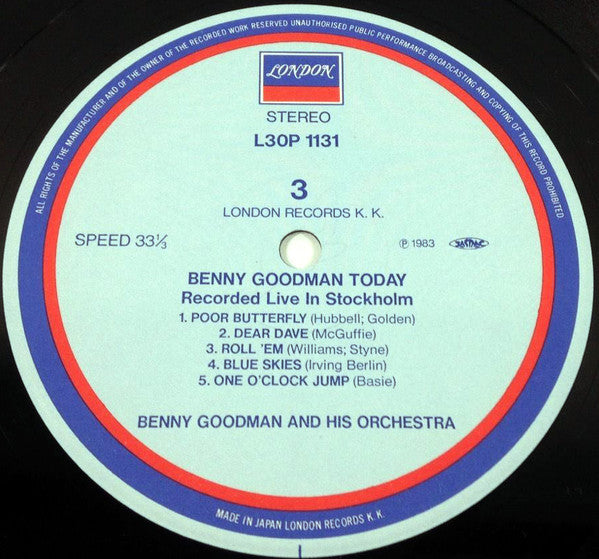 ALL RIGHTS OF THE MANUFACTURER AND OF THE OWNER OF THE RECORDED WORK RESERVED UNAUTHORISED PUBLIC PERFORMANCE BROADCASTING AND COPYING OF THIS RECORD PROHIBITED
LONDON
STEREO
L30P 1131
3
LONDON RECORDS K. K.
SPEED 33⅓
℗ 1983
BENNY GOODMAN TODAY
Recorded Live In Stockholm
1. POOR BUTTERFLY (Hubbell; Golden)
2. DEAR DAVE (McGuffie)
3. ROLL 'EM (Williams; Styne)
4. BLUE SKIES (Irving Berlin)
5. ONE O'CLOCK JUMP (Basie)
BENNY GOODMAN AND HIS ORCHESTRA
MADE IN JAPAN LONDON RECORDS K. K.